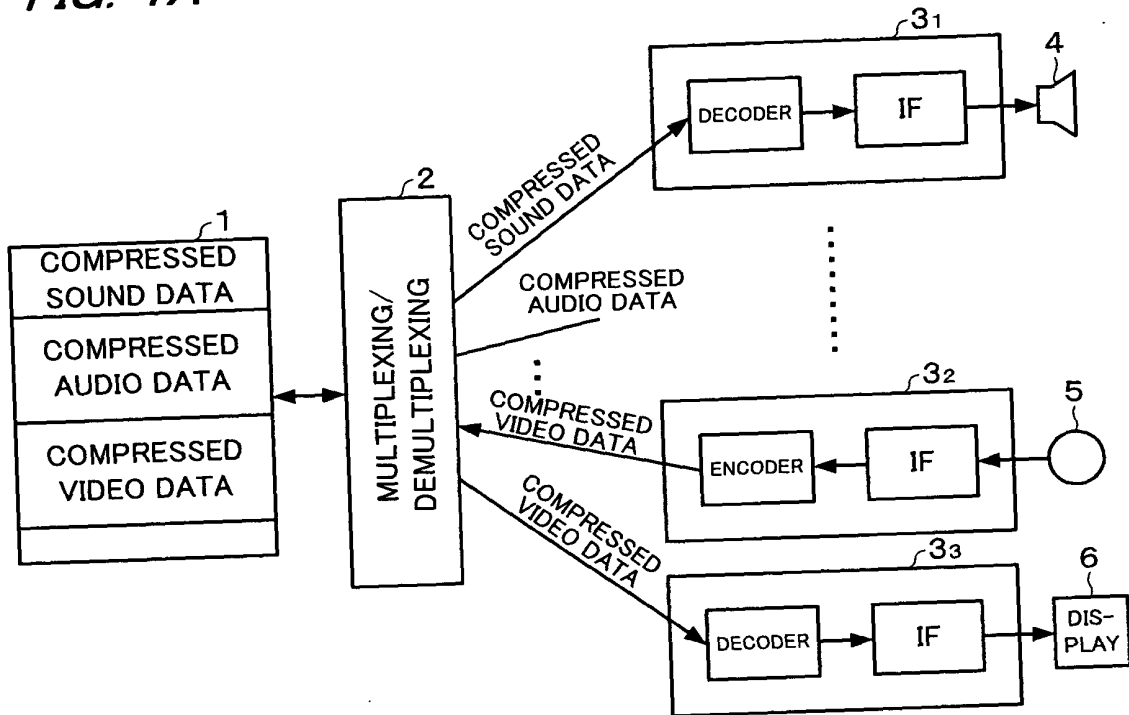 FIG.
3₁
4
DECODER
IF
COMPRESSED
SOUND DATA
2
1
COMPRESSED
SOUND DATA
COMPRESSED
AUDIO DATA
COMPRESSED
VIDEO DATA
MULTIPLEXING/
DEMULTIPLEXING
COMPRESSED
AUDIO DATA
3₂
5
COMPRESSED
VIDEO DATA
ENCODER
IF
COMPRESSED
VIDEO DATA
3₃
6
DECODER
IF
DIS-
PLAY